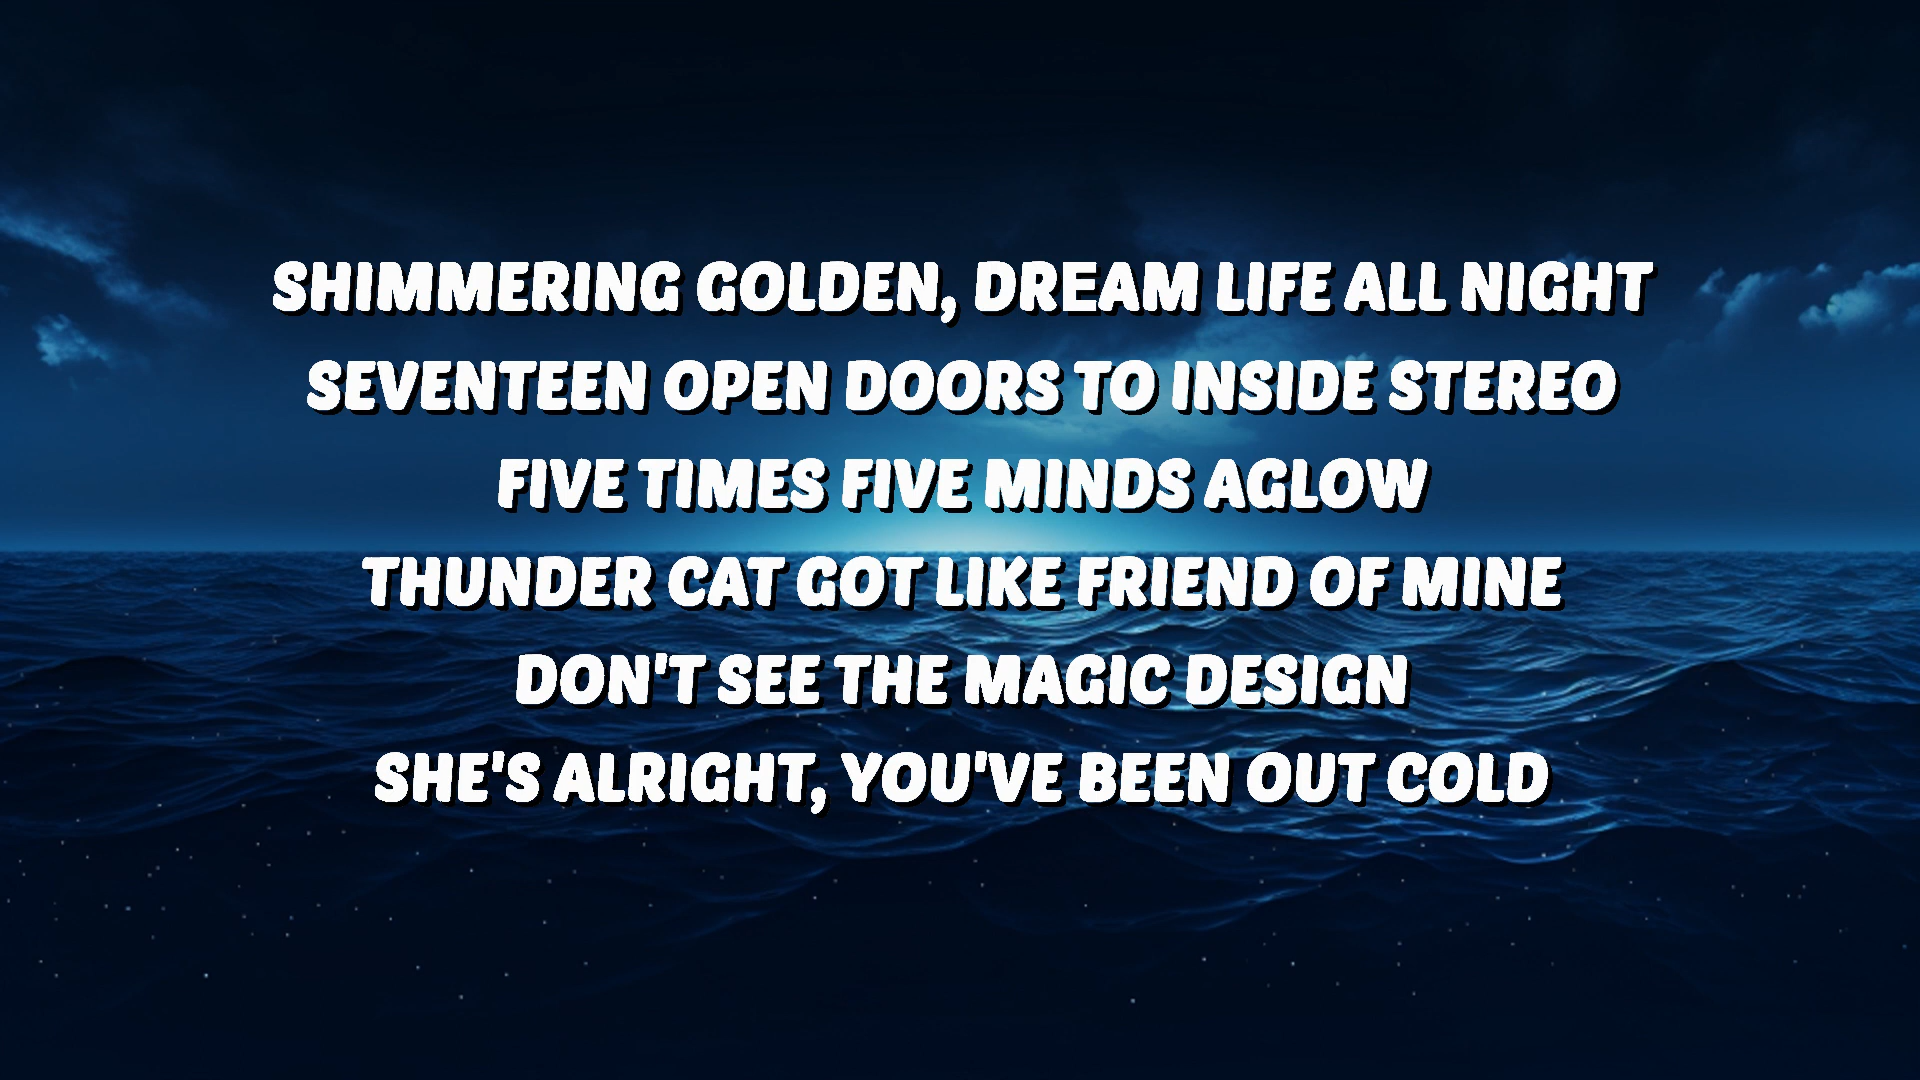 SHIMMERING GOLDEN, DREAM LIFE ALL NIGHT
SEVENTEEN OPEN DOORS TO INSIDE STEREO
FIVE TIMES FIVE MINDS AGLOW
THUNDER CAT GOT LIKE FRIEND OF MINE
DON'T SEE THE MAGIC DESIGN
SHE'S ALRIGHT, YOU'VE BEEN OUT COLD